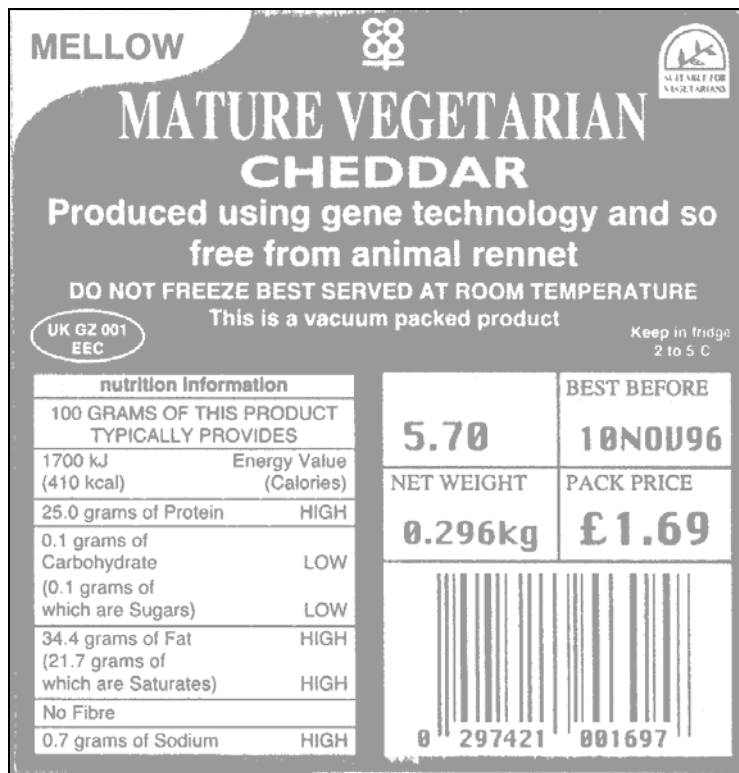 MELLOW
CO
OP
SUITABLE FOR
VEGETARIANS
MATURE VEGETARIAN
CHEDDAR
Produced using gene technology and so
free from animal rennet
DO NOT FREEZE BEST SERVED AT ROOM TEMPERATURE
This is a vacuum packed product
UK GZ 001
EEC
Keep in fridge
2 to 5 C
nutrition information
100 GRAMS OF THIS PRODUCT
TYPICALLY PROVIDES
1700 kJ Energy Value
(410 kcal) (Calories)
25.0 grams of Protein HIGH
0.1 grams of
Carbohydrate LOW
(0.1 grams of
which are Sugars) LOW
34.4 grams of Fat HIGH
(21.7 grams of
which are Saturates) HIGH
No Fibre
0.7 grams of Sodium HIGH
BEST BEFORE
5.70 10NOV96
NET WEIGHT PACK PRICE
0.296kg £1.69
0 297421 001697